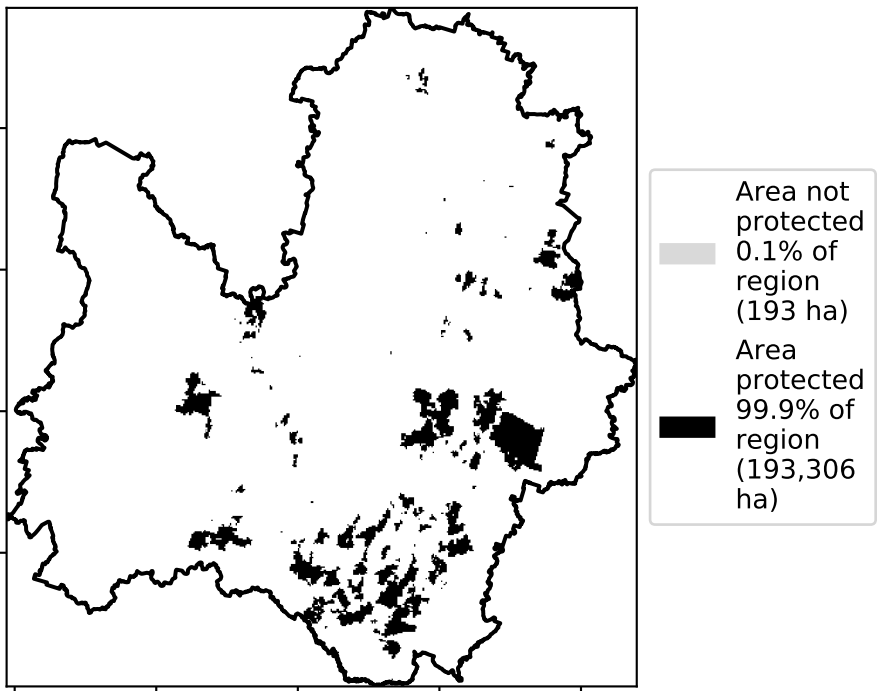 Area not
protected
0.1% of
region
(193 ha)
Area
protected
99.9% of
region
(193,306
ha)